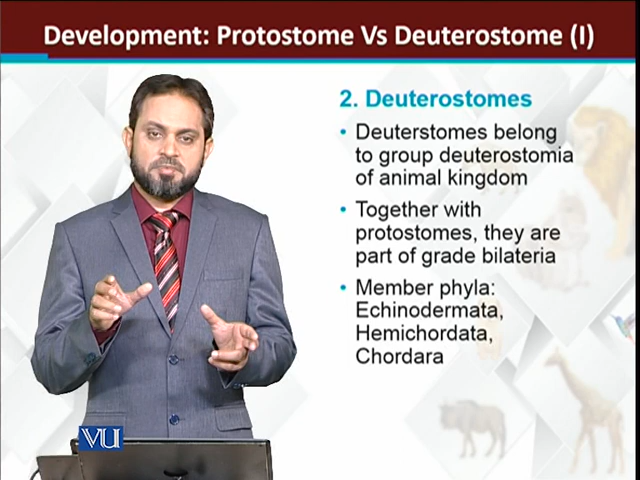 Development: Protostome Vs Deuterostome (I)
2. Deuterostomes
• Deuterstomes belong
to group deuterostomia
of animal kingdom
• Together with
protostomes, they are
part of grade bilateria
• Member phyla:
Echinodermata,
Hemichordata,
Chordara
VU